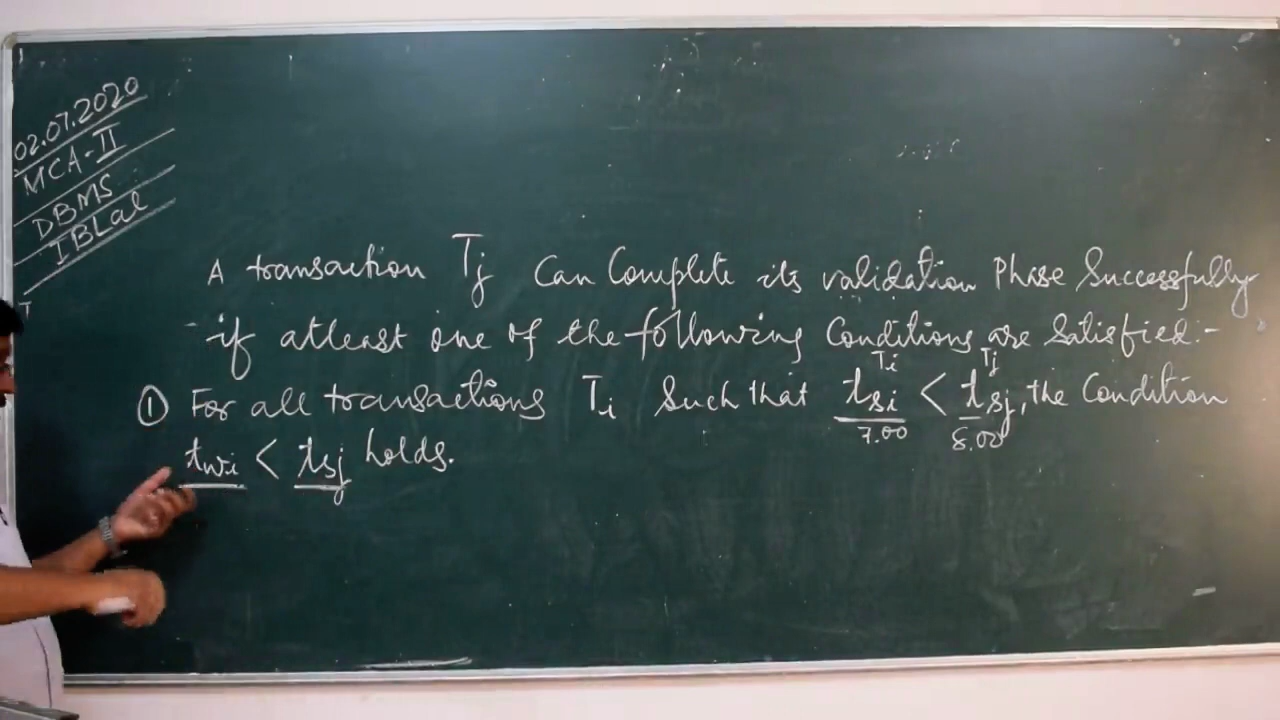 02.07.2020
MCA-II
DBMS
IBLal
A transaction Tj Can Complete its validation Phase Successfully
if atleast one of the following Conditions are Satisfied:-
Ti Tj
① For all transactions Ti Such that tsi < tsj, the Condition
7.00 8.00
twi < tsj holds.